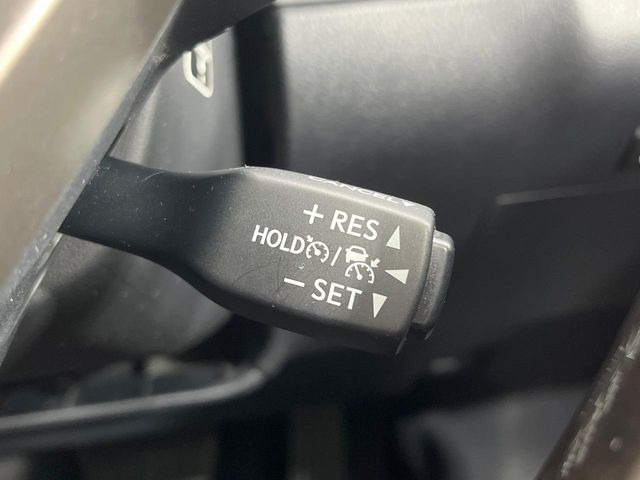 + RES
HOLD /
− SET